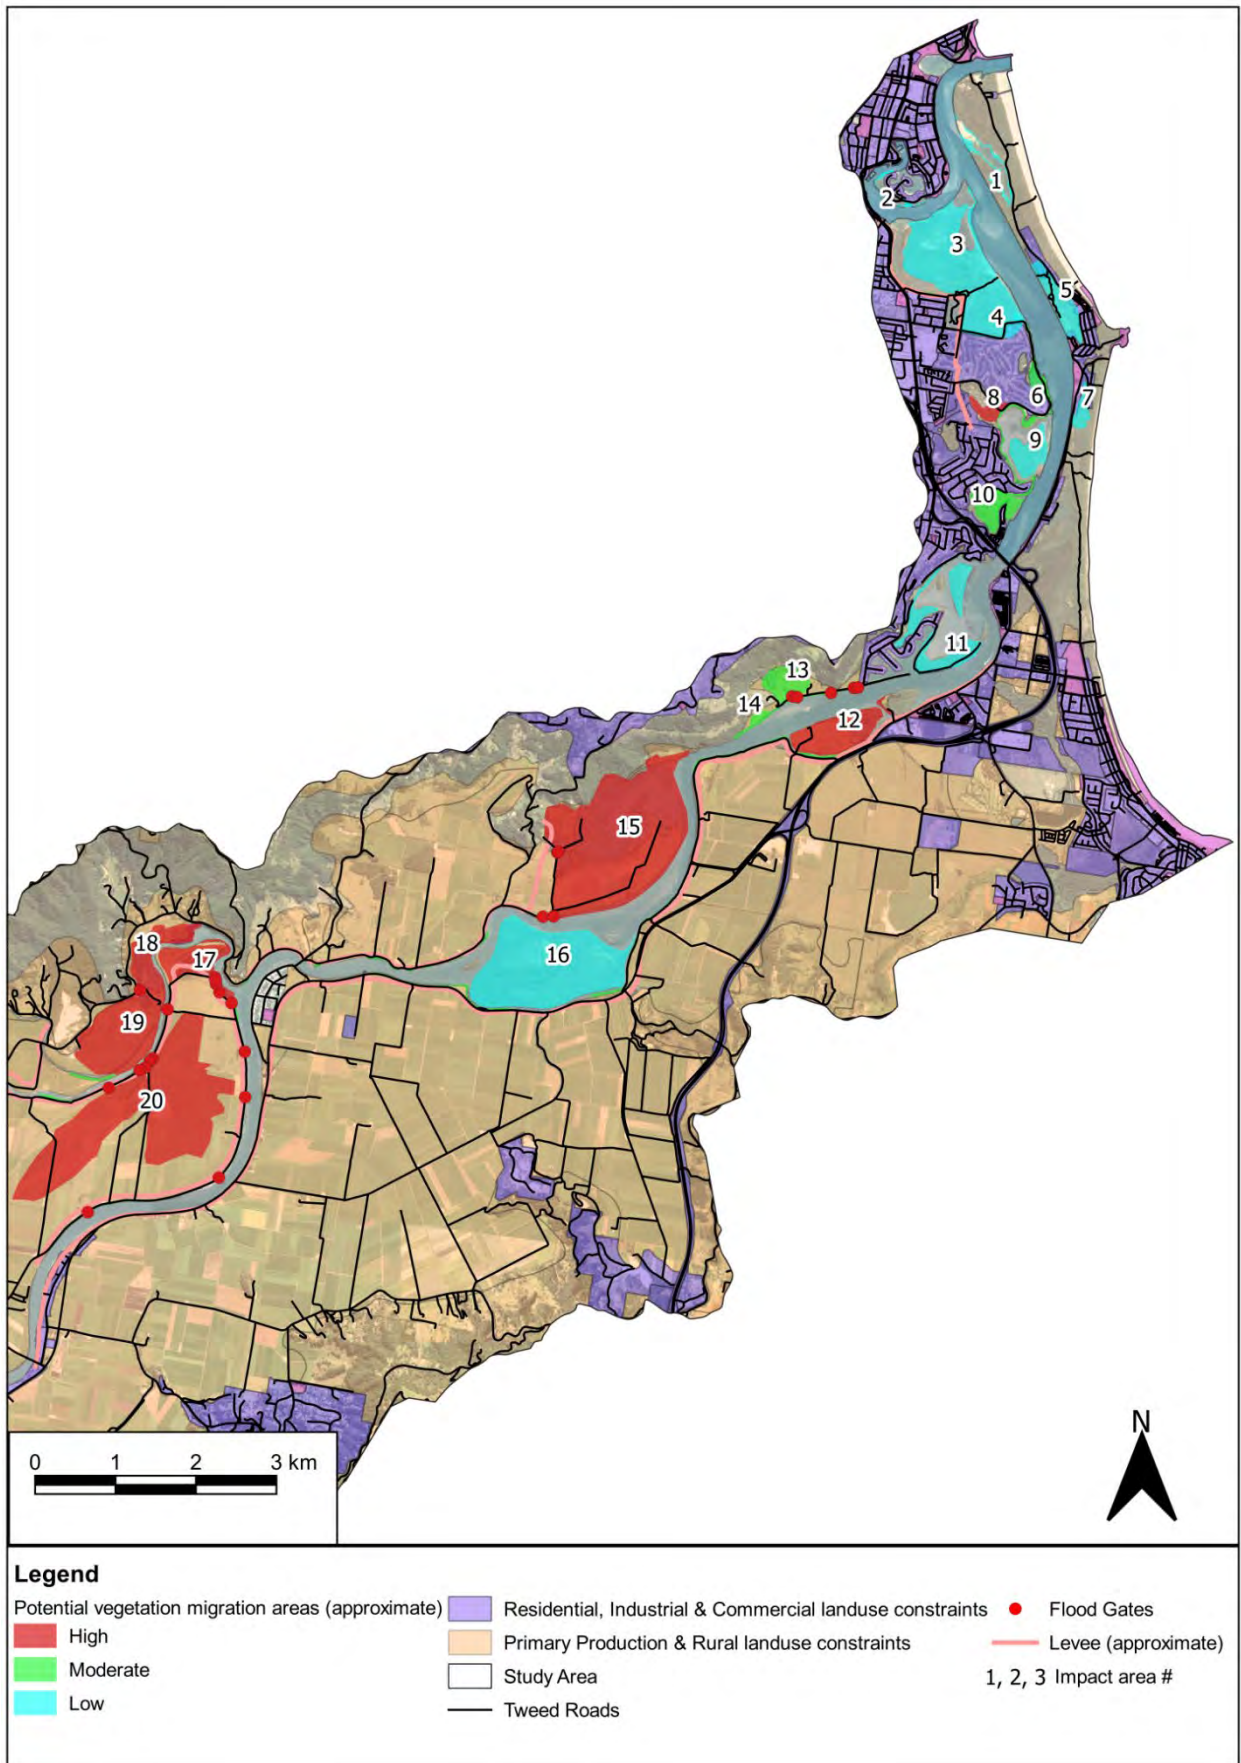 1
2
3
5
4
6
7
8
9
10
11
13
14
12
15
18
17
16
19
20
N
0 1 2 3 km
Legend
Potential vegetation migration areas (approximate)
High
Moderate
Low
Residential, Industrial & Commercial landuse constraints
Primary Production & Rural landuse constraints
Study Area
Tweed Roads
Flood Gates
Levee (approximate)
1, 2, 3 Impact area #